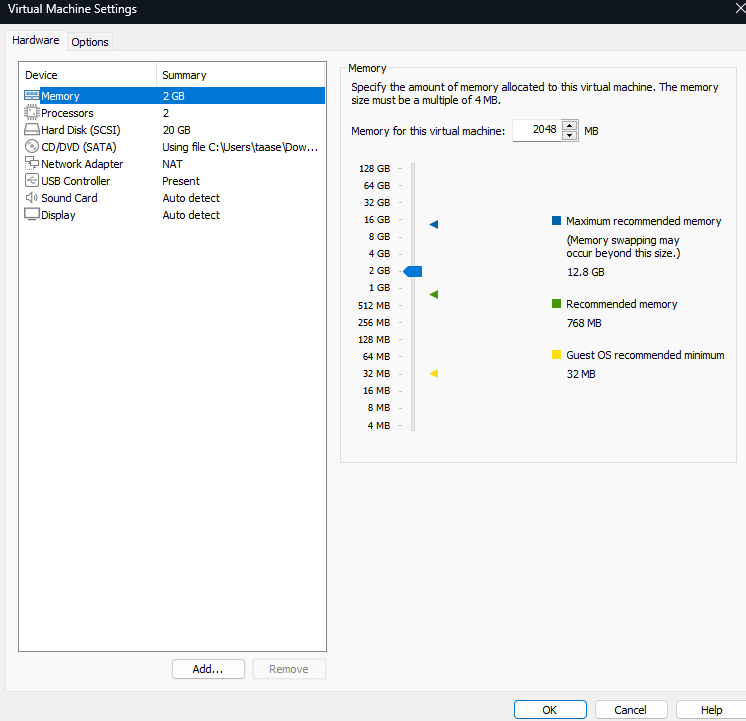 Virtual Machine Settings
Hardware
Options
Device Summary
Memory 2 GB
Processors 2
Hard Disk (SCSI) 20 GB
CD/DVD (SATA) Using file C:\Users\taase\Dow...
Network Adapter NAT
USB Controller Present
Sound Card Auto detect
Display Auto detect
Add...
Remove
Memory
Specify the amount of memory allocated to this virtual machine. The memory
size must be a multiple of 4 MB.
Memory for this virtual machine: 2048 MB
128 GB
64 GB
32 GB
16 GB
8 GB
4 GB
2 GB
1 GB
512 MB
256 MB
128 MB
64 MB
32 MB
16 MB
8 MB
4 MB
Maximum recommended memory
(Memory swapping may
occur beyond this size.)
12.8 GB
Recommended memory
768 MB
Guest OS recommended minimum
32 MB
OK
Cancel
Help